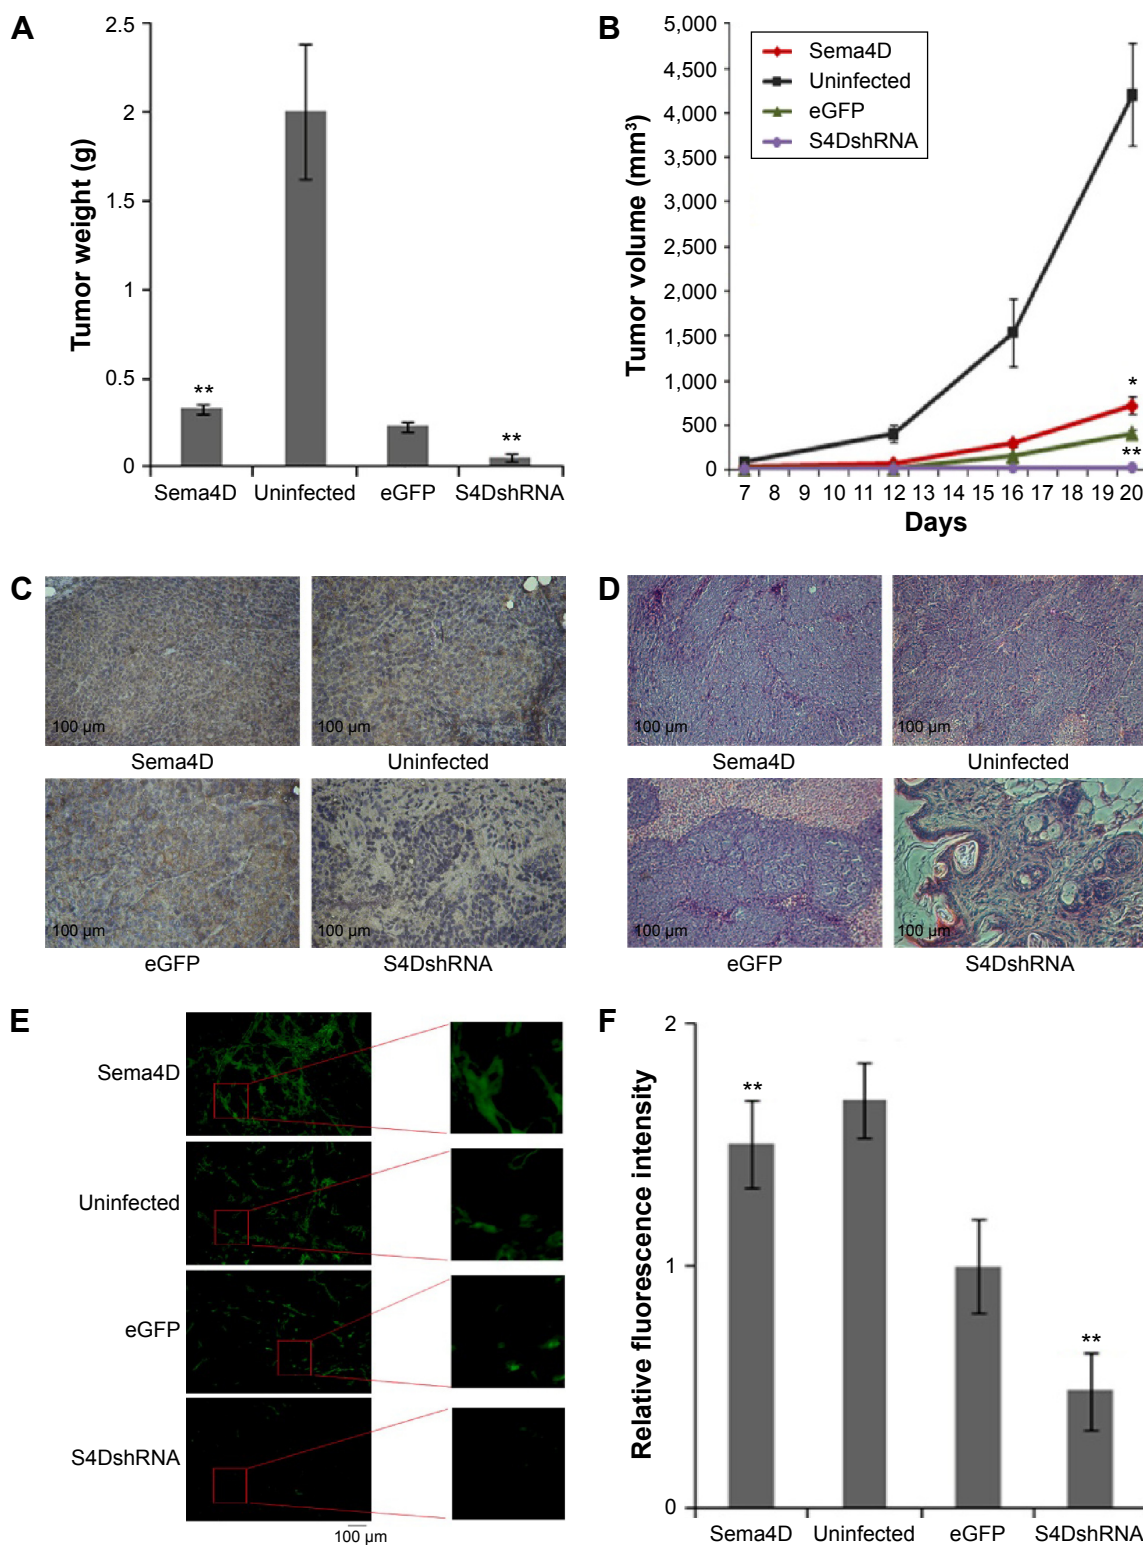 A
Tumor weight (g)
2.5
2
1.5
1
0.5
0
**
**
Sema4D Uninfected eGFP S4DshRNA
B
Tumor volume (mm³)
5,000
4,500
4,000
3,500
3,000
2,500
2,000
1,500
1,000
500
0
Sema4D
Uninfected
eGFP
S4DshRNA
*
**
7 8 9 10 11 12 13 14 15 16 17 18 19 20
Days
C
100 µm
100 µm
Sema4D Uninfected
100 µm
100 µm
eGFP S4DshRNA
D
100 µm
100 µm
Sema4D Uninfected
100 µm
100 µm
eGFP S4DshRNA
E
Sema4D
Uninfected
eGFP
S4DshRNA
100 µm
F
Relative fluorescence intensity
2
1
0
**
**
Sema4D Uninfected eGFP S4DshRNA